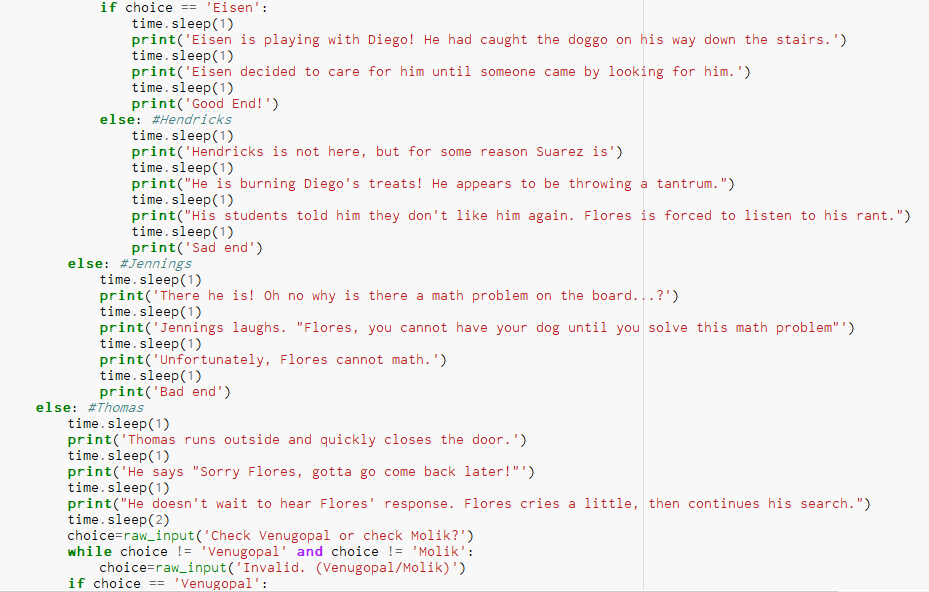 if choice == 'Eisen':
time.sleep(1)
print('Eisen is playing with Diego! He had caught the doggo on his way down the stairs.')
time.sleep(1)
print('Eisen decided to care for him until someone came by looking for him.')
time.sleep(1)
print('Good End!')
else: #Hendricks
time.sleep(1)
print('Hendricks is not here, but for some reason Suarez is')
time.sleep(1)
print("He is burning Diego's treats! He appears to be throwing a tantrum.")
time.sleep(1)
print("His students told him they don't like him again. Flores is forced to listen to his rant.")
time.sleep(1)
print('Sad end')
else: #Jennings
time.sleep(1)
print('There he is! Oh no why is there a math problem on the board...?')
time.sleep(1)
print('Jennings laughs. "Flores, you cannot have your dog until you solve this math problem"')
time.sleep(1)
print('Unfortunately, Flores cannot math.')
time.sleep(1)
print('Bad end')
else: #Thomas
time.sleep(1)
print('Thomas runs outside and quickly closes the door.')
time.sleep(1)
print('He says "Sorry Flores, gotta go come back later!"')
time.sleep(1)
print("He doesn't wait to hear Flores' response. Flores cries a little, then continues his search.")
time.sleep(2)
choice=raw_input('Check Venugopal or check Molik?')
while choice != 'Venugopal' and choice != 'Molik':
choice=raw_input('Invalid. (Venugopal/Molik)')
if choice == 'Venugopal':